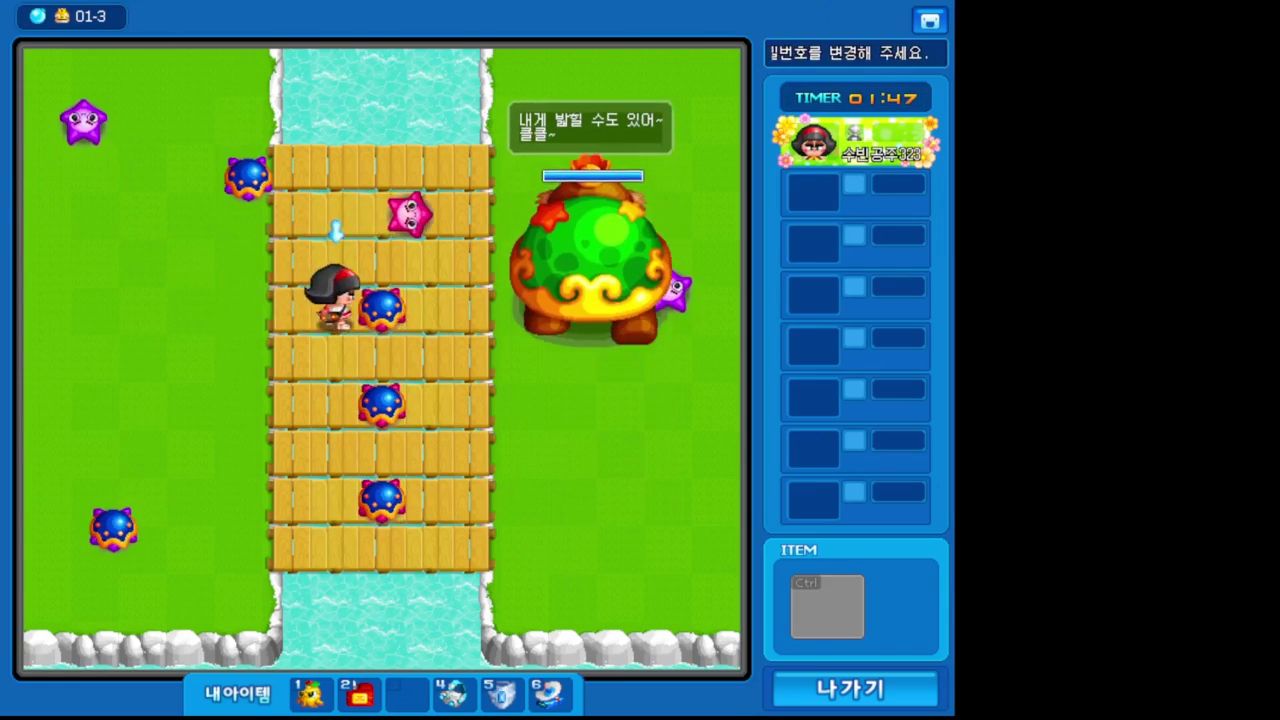 01-3
밀번호를 변경해 주세요.
TIMER 01:47
수빈공주323
내게 밟힐 수도 있어~
클클~
ITEM
Ctrl
내아이템
1
2
4
5
6
나가기